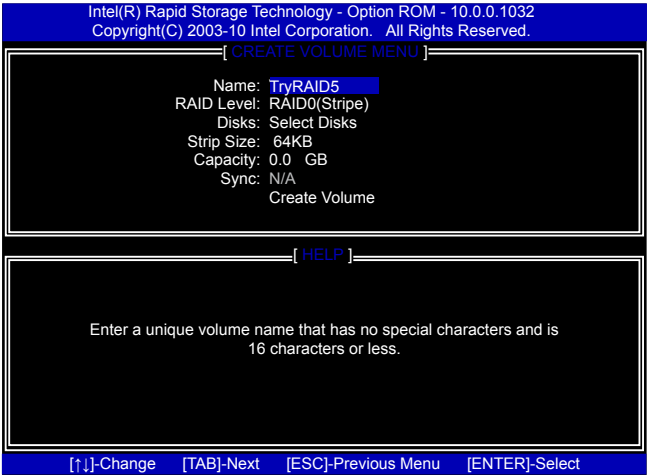 Intel(R) Rapid Storage Technology - Option ROM - 10.0.0.1032
Copyright(C) 2003-10 Intel Corporation. All Rights Reserved.
[ CREATE VOLUME MENU ]
Name: TryRAID5
RAID Level: RAID0(Stripe)
Disks: Select Disks
Strip Size: 64KB
Capacity: 0.0 GB
Sync: N/A
Create Volume
[ HELP ]
Enter a unique volume name that has no special characters and is
16 characters or less.
[↑↓]-Change [TAB]-Next [ESC]-Previous Menu [ENTER]-Select